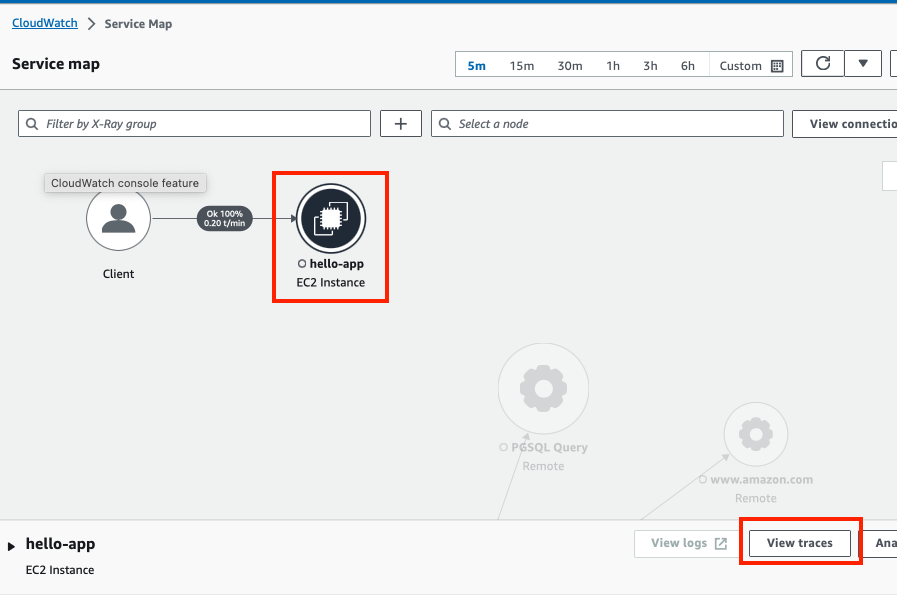 CloudWatch > Service Map
Service map
5m 15m 30m 1h 3h 6h Custom
Filter by X-Ray group
+
Select a node
View connectio
CloudWatch console feature
Ok 100%
0.20 t/min
Client
hello-app
EC2 Instance
PGSQL Query
Remote
www.amazon.com
Remote
hello-app
EC2 Instance
View logs
View traces
Ana